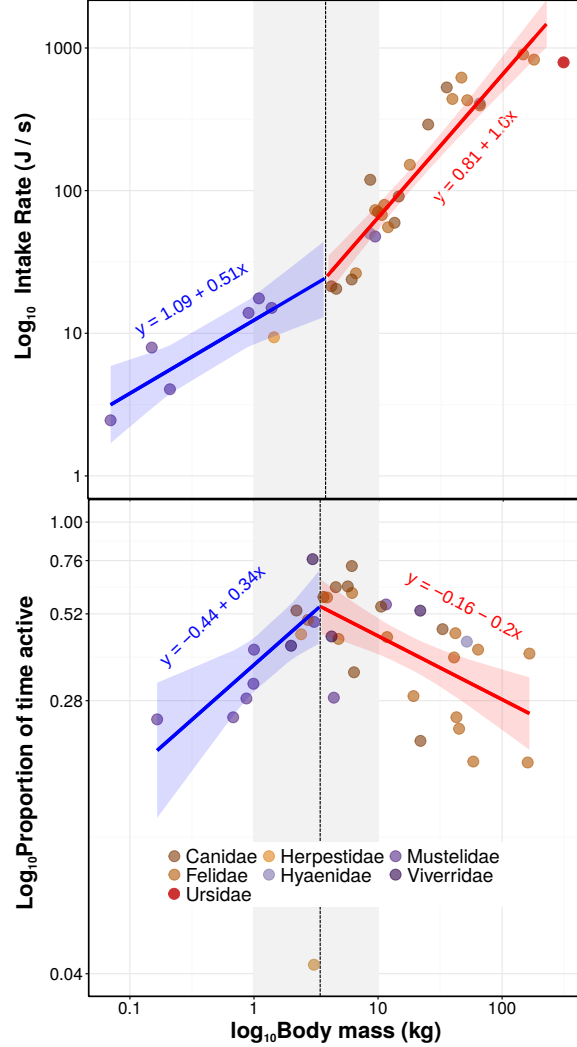 1000
100
10
1
Log₁₀ Intake Rate (J / s)
y = 1.09 + 0.51x
y = 0.81 + 1.0x
1.00
0.76
0.52
0.28
0.04
Log₁₀Proportion of time active
y = −0.44 + 0.34x
y = −0.16 − 0.2x
Canidae Herpestidae Mustelidae
Felidae Hyaenidae Viverridae
Ursidae
0.1 1 10 100
log₁₀Body mass (kg)